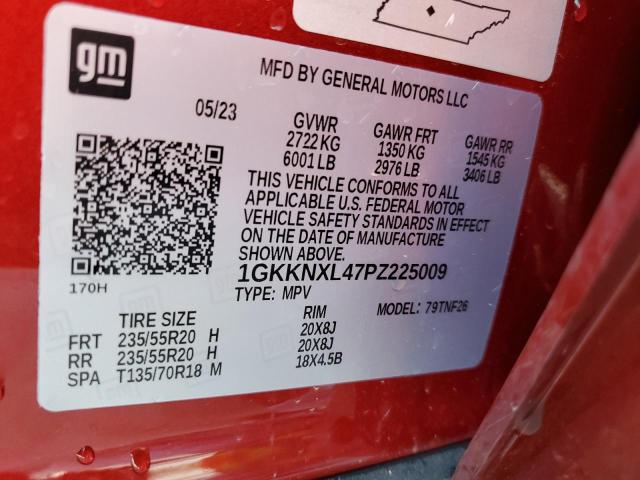 gm
MFD BY GENERAL MOTORS LLC
05/23
GVWR GAWR FRT GAWR RR
2722 KG 1350 KG 1545 KG
6001 LB 2976 LB 3406 LB
THIS VEHICLE CONFORMS TO ALL
APPLICABLE U.S. FEDERAL MOTOR
VEHICLE SAFETY STANDARDS IN EFFECT
ON THE DATE OF MANUFACTURE
SHOWN ABOVE.
1GKKNXL47PZ225009
170H
TYPE: MPV MODEL: 79TNF26
TIRE SIZE RIM
FRT 235/55R20 H 20X8J
RR 235/55R20 H 20X8J
SPA T135/70R18 M 18X4.5B